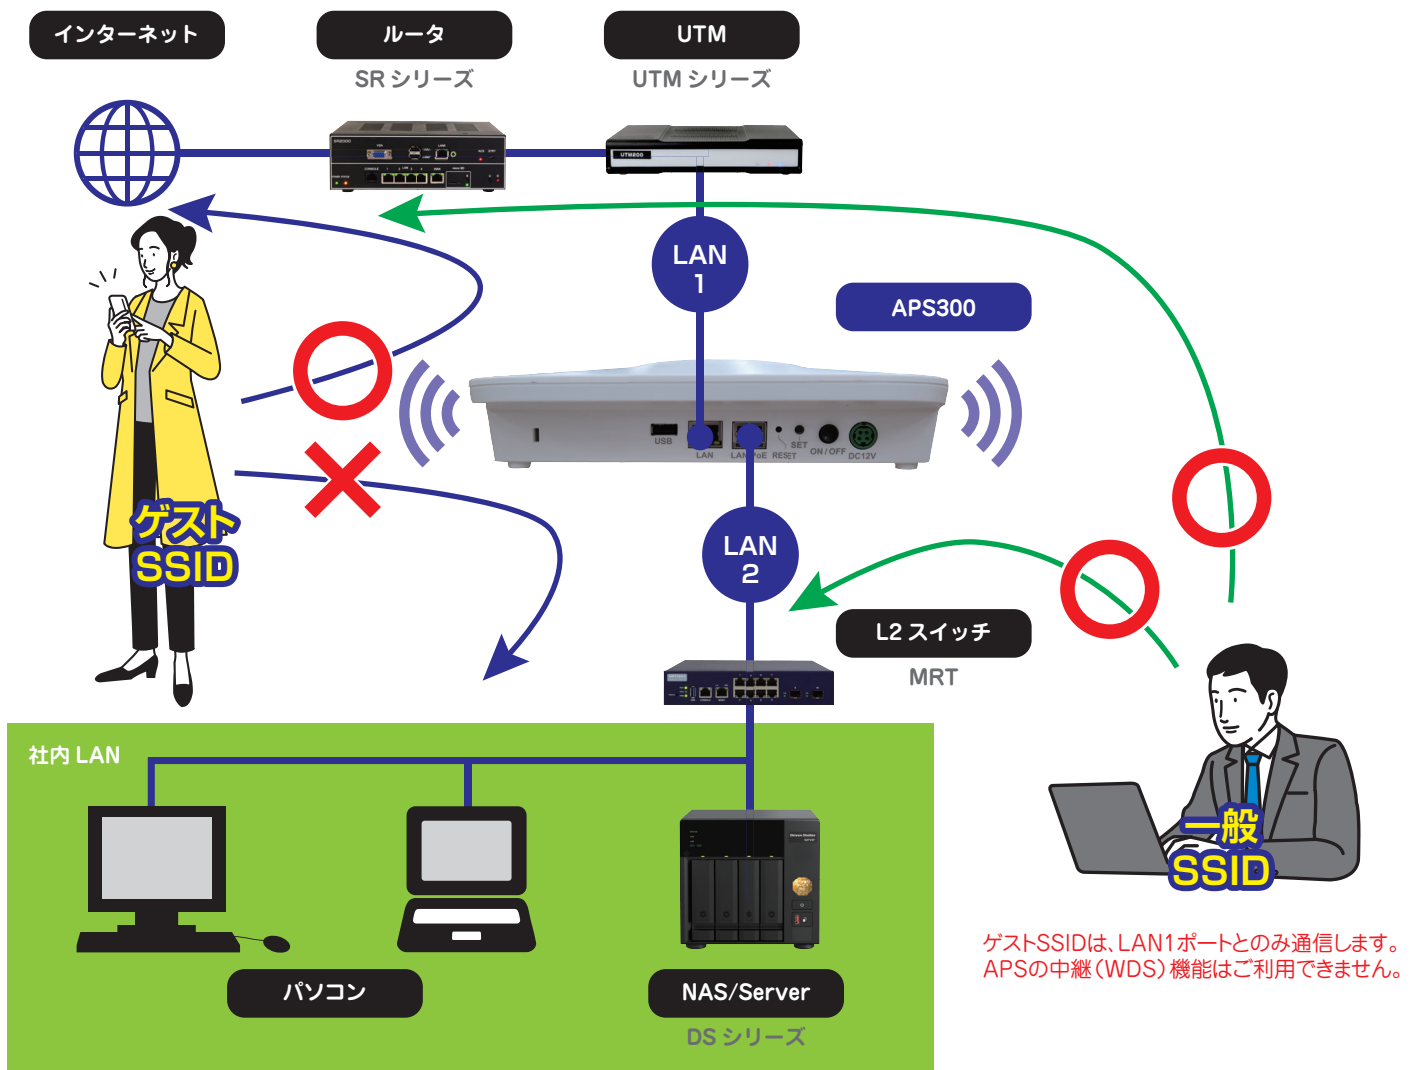 インターネット
ルータ
UTM
SR シリーズ
UTM シリーズ
SR2000
UTM800
LAN
1
APS300
USB
LAN
LAN/PoE
RESET
SET
ON/OFF
DC12V
ゲスト
SSID
LAN
2
L2 スイッチ
MRT
社内 LAN
一般
SSID
パソコン
NAS/Server
DS シリーズ
ゲストSSIDは、LAN1ポートとのみ通信します。
APSの中継（WDS）機能はご利用できません。